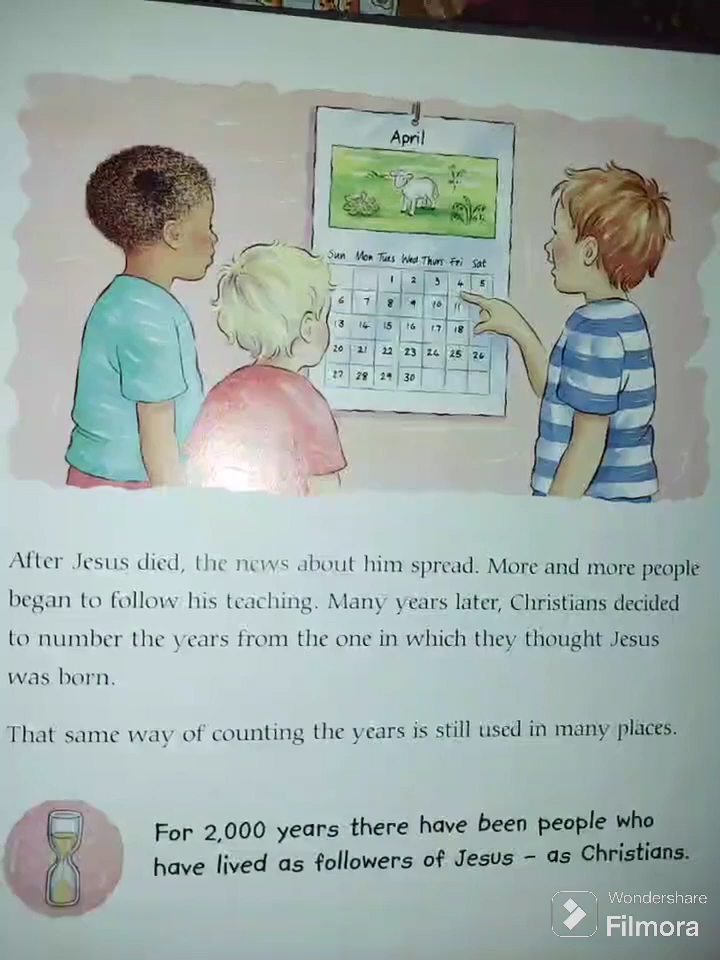 April
Sun Mon Tues Wed Thurs Fri Sat
1 2 3 4 5
6 7 8 9 10 11
13 14 15 16 17 18
20 21 22 23 24 25 26
27 28 29 30
After Jesus died, the news about him spread. More and more people
began to follow his teaching. Many years later, Christians decided
to number the years from the one in which they thought Jesus
was born.
That same way of counting the years is still used in many places.
For 2,000 years there have been people who
have lived as followers of Jesus – as Christians.
Wondershare
Filmora